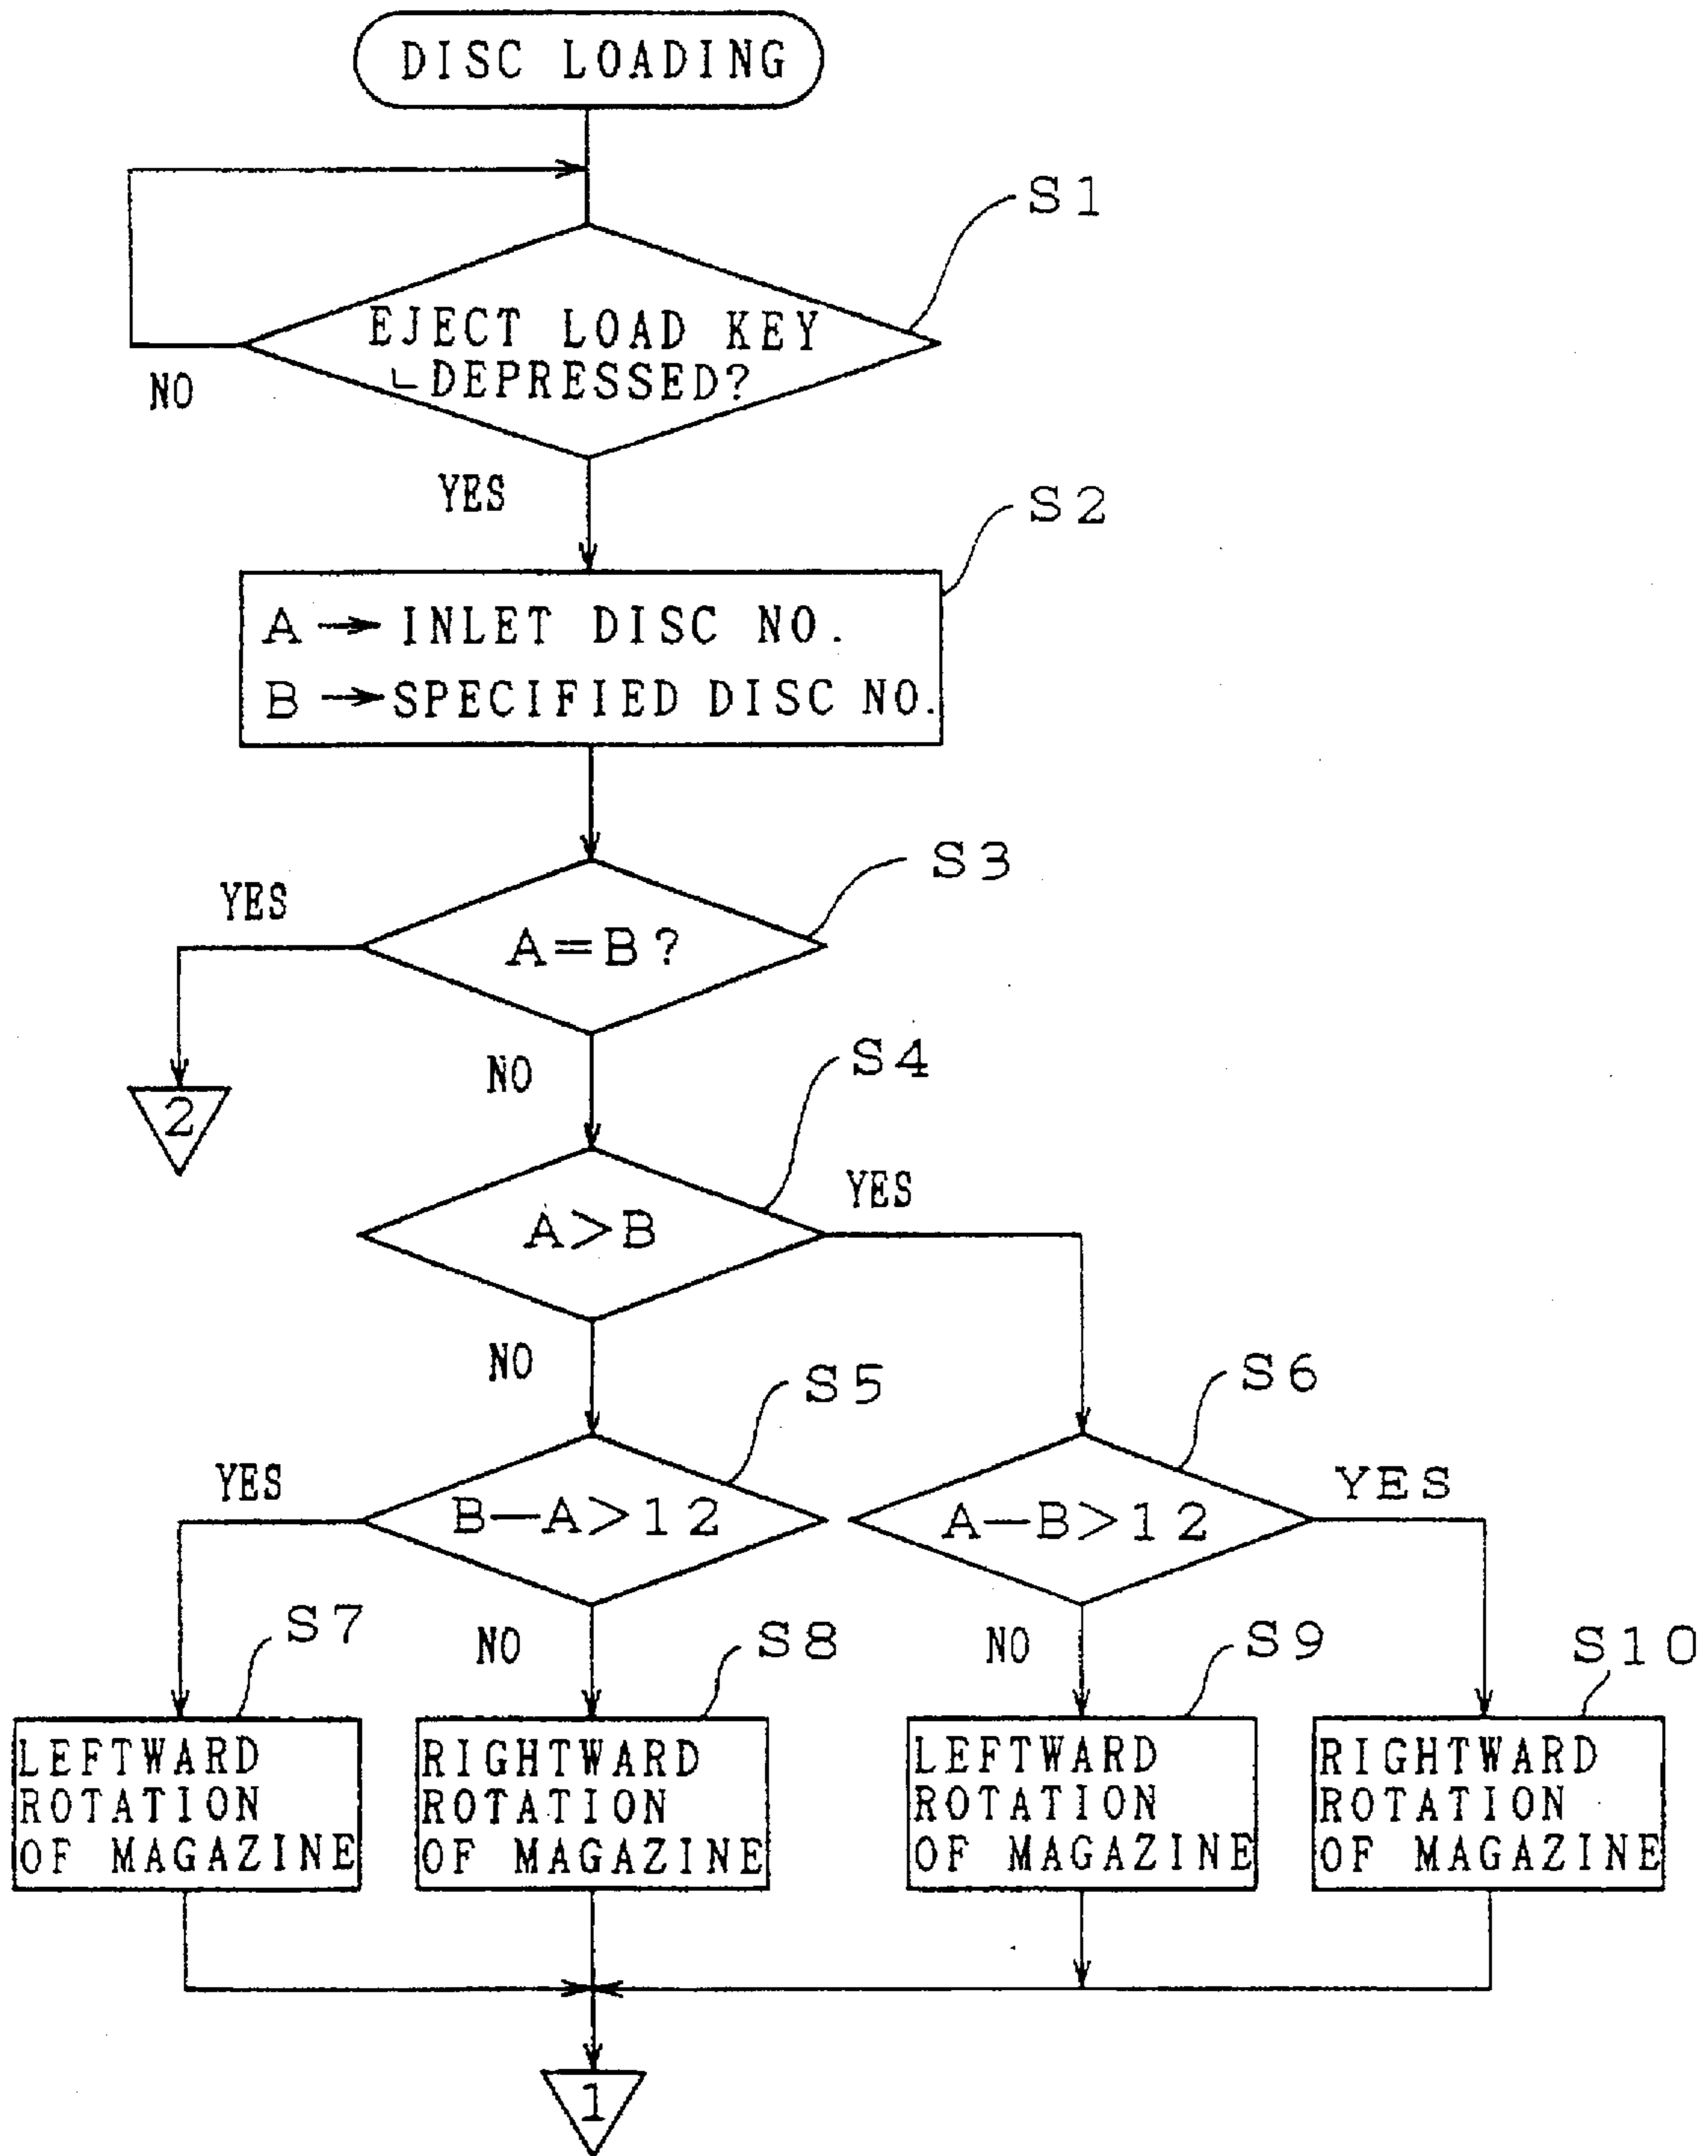 DISC LOADING
S1
EJECT LOAD KEY
DEPRESSED?
NO
YES
S2
A → INLET DISC NO.
B → SPECIFIED DISC NO.
S3
YES
A=B?
2
NO
S4
YES
A>B
NO
S5
S6
YES
B-A>12
A-B>12
YES
S7
NO
S8
NO
S9
S10
LEFTWARD
ROTATION
OF MAGAZINE
RIGHTWARD
ROTATION
OF MAGAZINE
LEFTWARD
ROTATION
OF MAGAZINE
RIGHTWARD
ROTATION
OF MAGAZINE
1